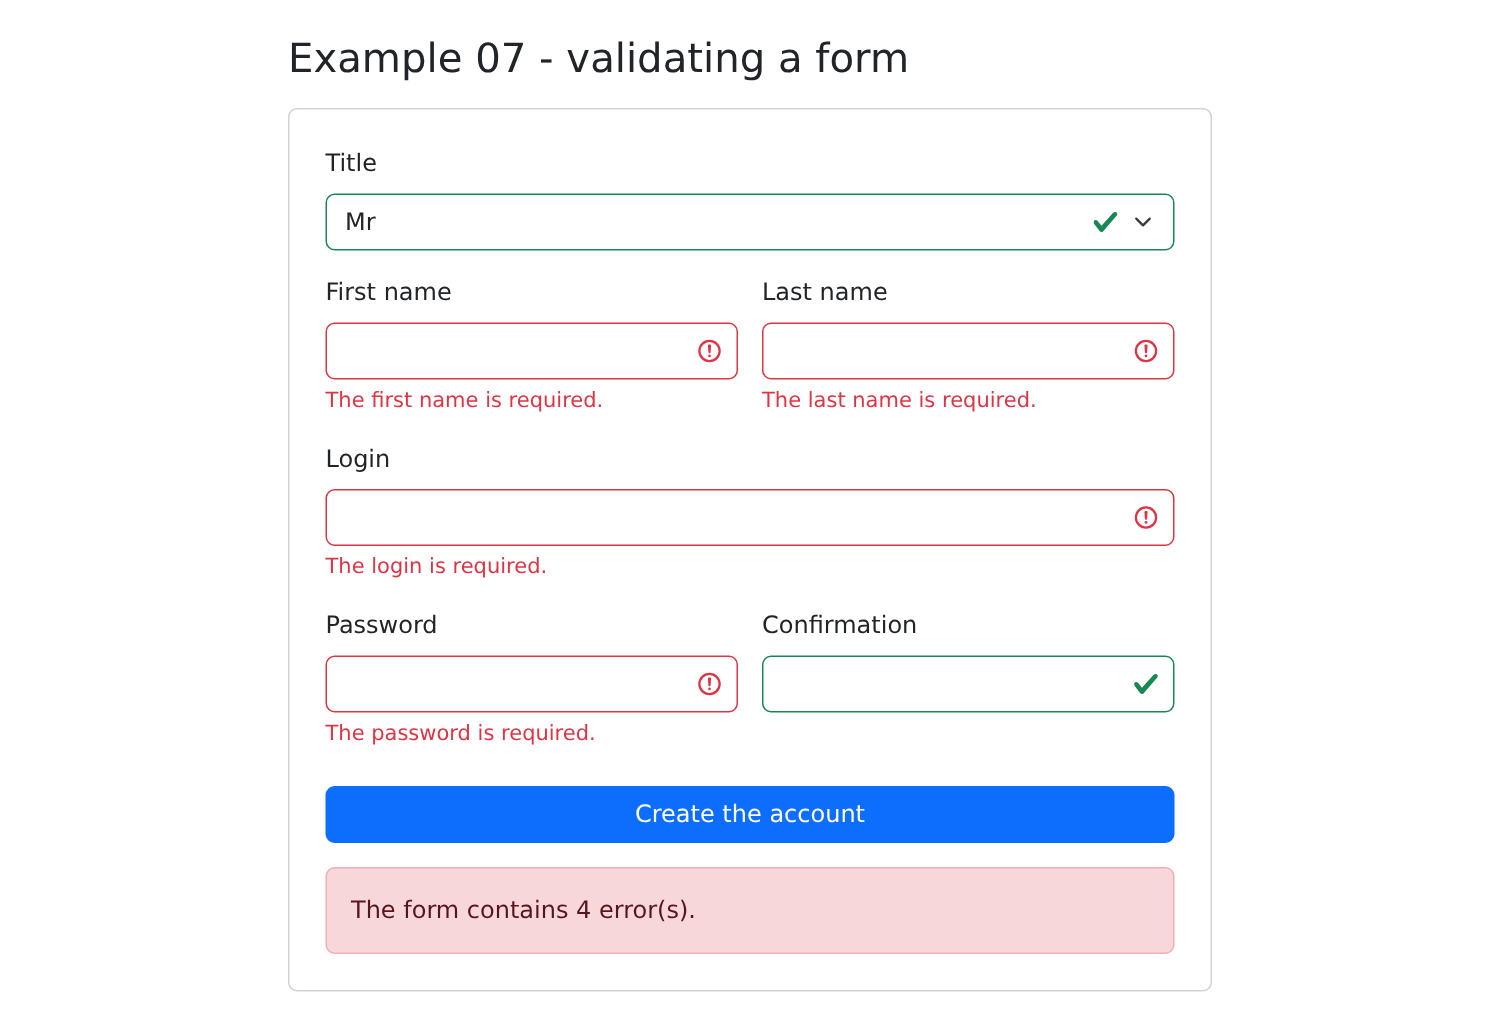 Example 07 - validating a form
Title
Mr
First name
Last name
The first name is required.
The last name is required.
Login
The login is required.
Password
Confirmation
The password is required.
Create the account
The form contains 4 error(s).